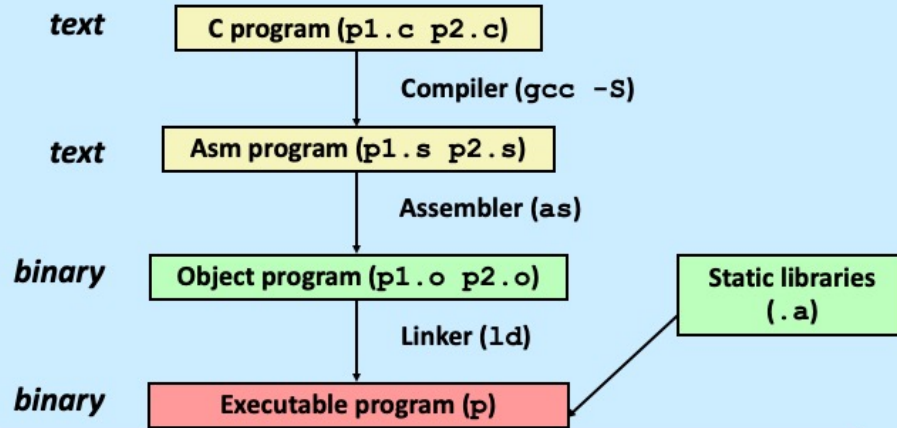 text
C program (p1.c p2.c)
Compiler (gcc -S)
text
Asm program (p1.s p2.s)
Assembler (as)
binary
Object program (p1.o p2.o)
Static libraries
(.a)
Linker (ld)
binary
Executable program (p)